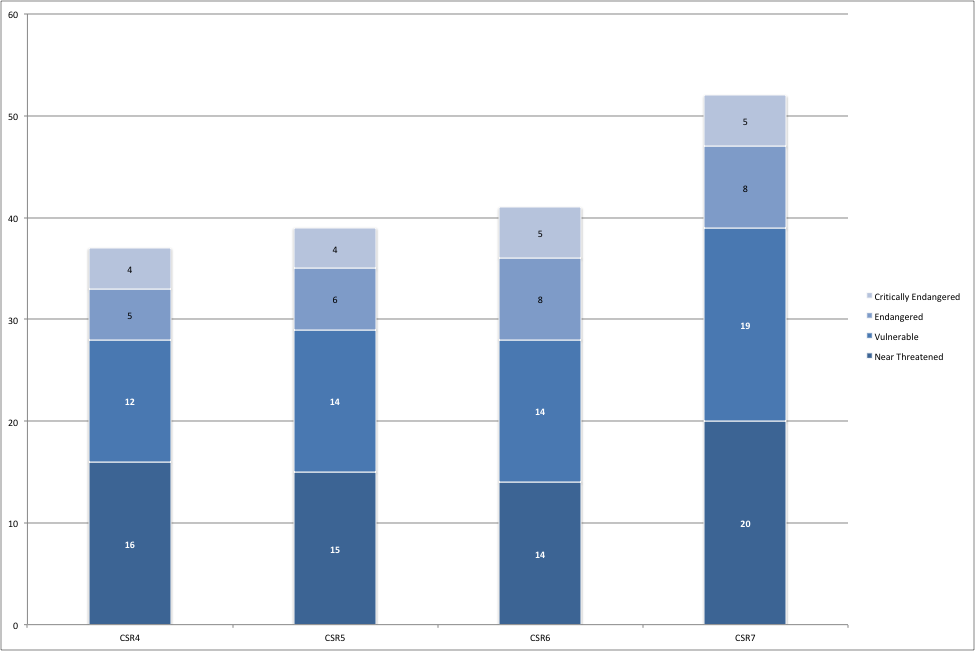 60
50
40
30
20
10
0
4
5
12
16
4
6
14
15
5
8
14
14
5
8
19
20
CSR4
CSR5
CSR6
CSR7
Critically Endangered
Endangered
Vulnerable
Near Threatened